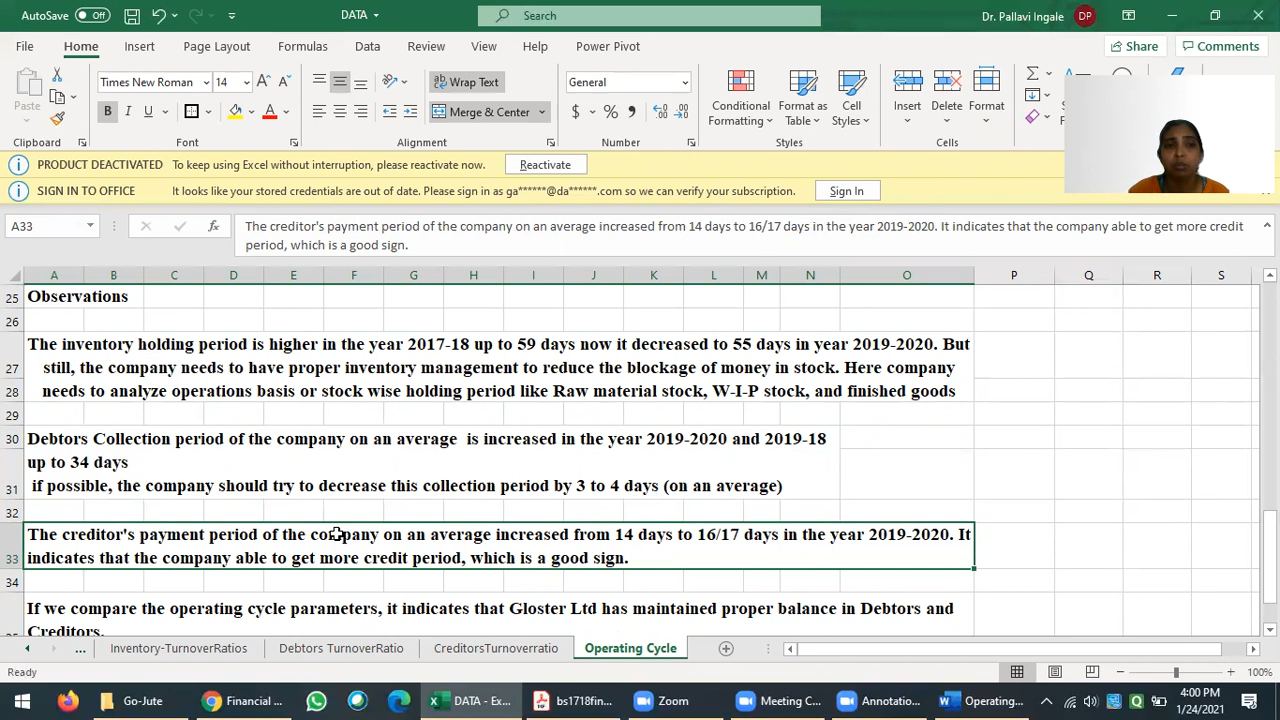 AutoSave Off DATA Search Dr. Pallavi Ingale DP
File Home Insert Page Layout Formulas Data Review View Help Power Pivot Share Comments
Paste Times New Roman 14 Wrap Text General Conditional Formatting Format as Table Cell Styles Insert Delete Format
B I U Merge & Center
Clipboard Font Alignment Number Styles Cells
PRODUCT DEACTIVATED To keep using Excel without interruption, please reactivate now. Reactivate
SIGN IN TO OFFICE It looks like your stored credentials are out of date. Please sign in as ga******@da******.com so we can verify your subscription. Sign In
A33 fx The creditor's payment period of the company on an average increased from 14 days to 16/17 days in the year 2019-2020. It indicates that the company able to get more credit
period, which is a good sign.
A B C D E F G H I J K L M N O P Q R S
25 Observations
26
The inventory holding period is higher in the year 2017-18 up to 59 days now it decreased to 55 days in year 2019-2020. But
27 still, the company needs to have proper inventory management to reduce the blockage of money in stock. Here company
28 needs to analyze operations basis or stock wise holding period like Raw material stock, W-I-P stock, and finished goods
29
30 Debtors Collection period of the company on an average is increased in the year 2019-2020 and 2019-18
up to 34 days
31 if possible, the company should try to decrease this collection period by 3 to 4 days (on an average)
32
The creditor's payment period of the company on an average increased from 14 days to 16/17 days in the year 2019-2020. It
33 indicates that the company able to get more credit period, which is a good sign.
34
If we compare the operating cycle parameters, it indicates that Gloster Ltd has maintained proper balance in Debtors and
Creditors.
... Inventory-TurnoverRatios Debtors TurnoverRatio CreditorsTurnoverratio Operating Cycle
Ready 100%
Go-Jute Financial ... DATA - Exc... bs1718fin... Zoom Meeting C... Annotatio... Operating... 4:00 PM
1/24/2021